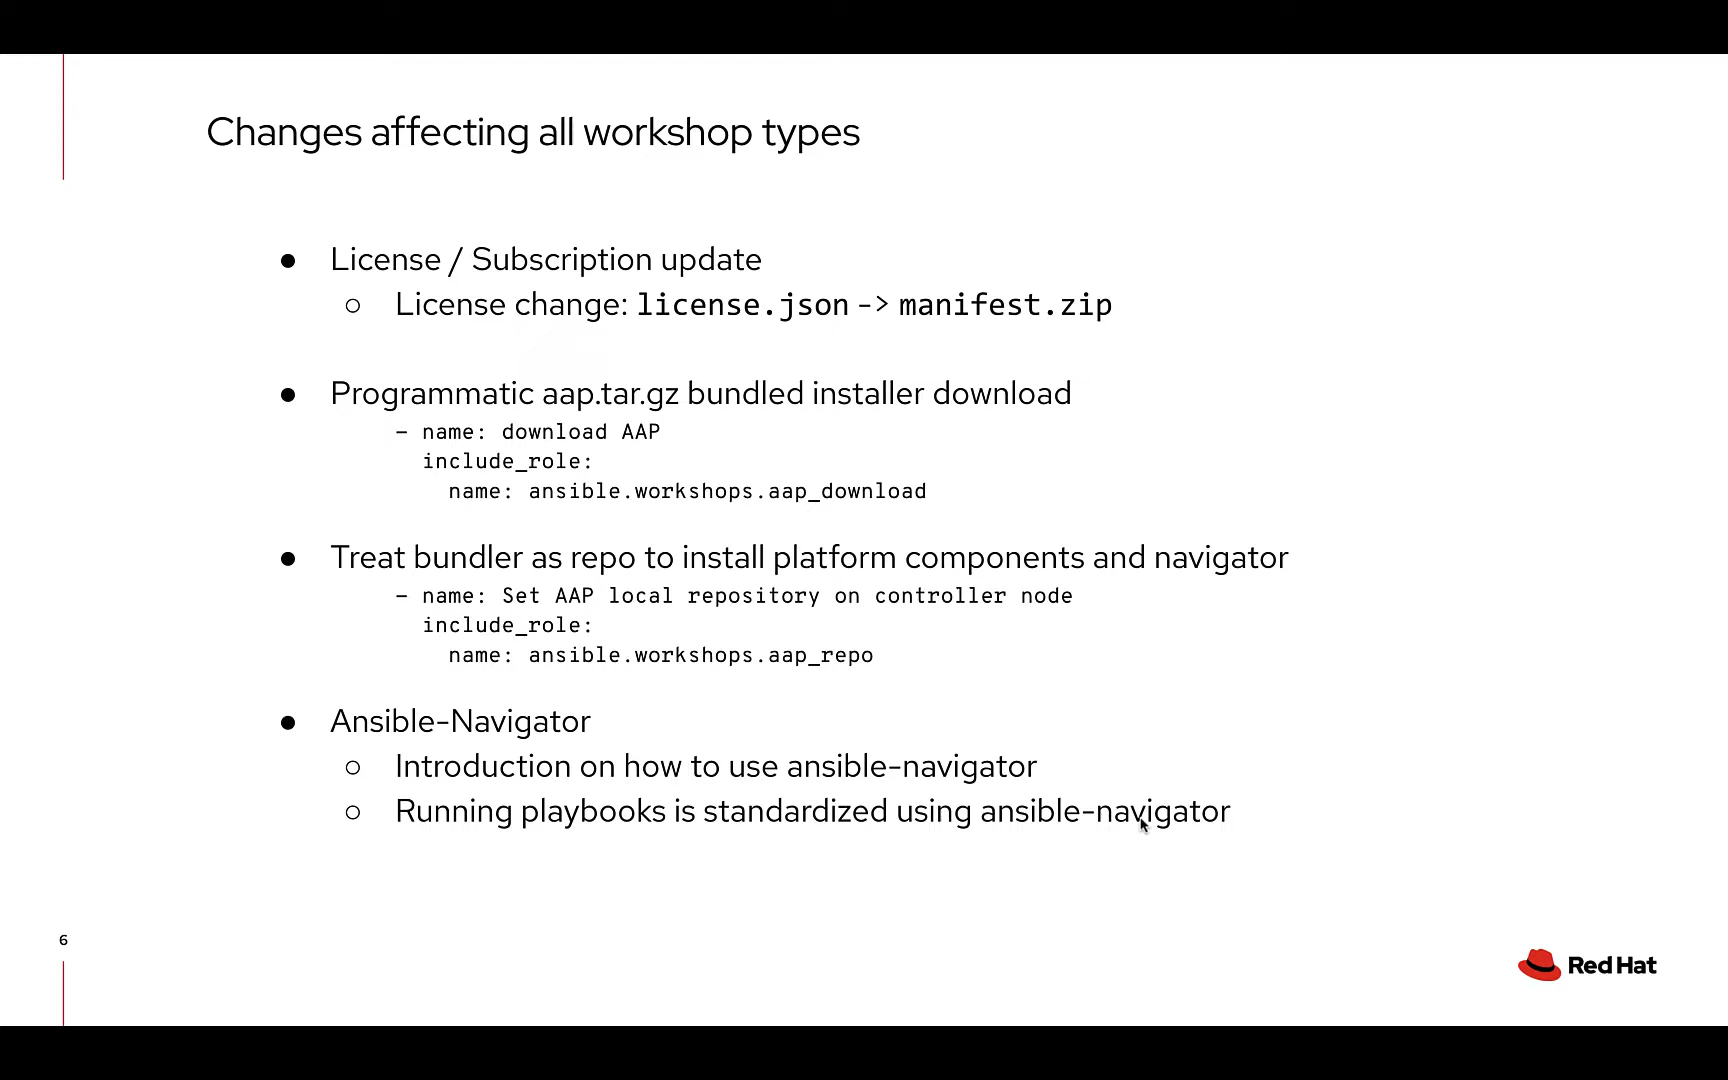 Changes affecting all workshop types
● License / Subscription update
○ License change: license.json -> manifest.zip
● Programmatic aap.tar.gz bundled installer download
– name: download AAP
include_role:
name: ansible.workshops.aap_download
● Treat bundler as repo to install platform components and navigator
– name: Set AAP local repository on controller node
include_role:
name: ansible.workshops.aap_repo
● Ansible-Navigator
○ Introduction on how to use ansible-navigator
○ Running playbooks is standardized using ansible-navigator
6
Red Hat